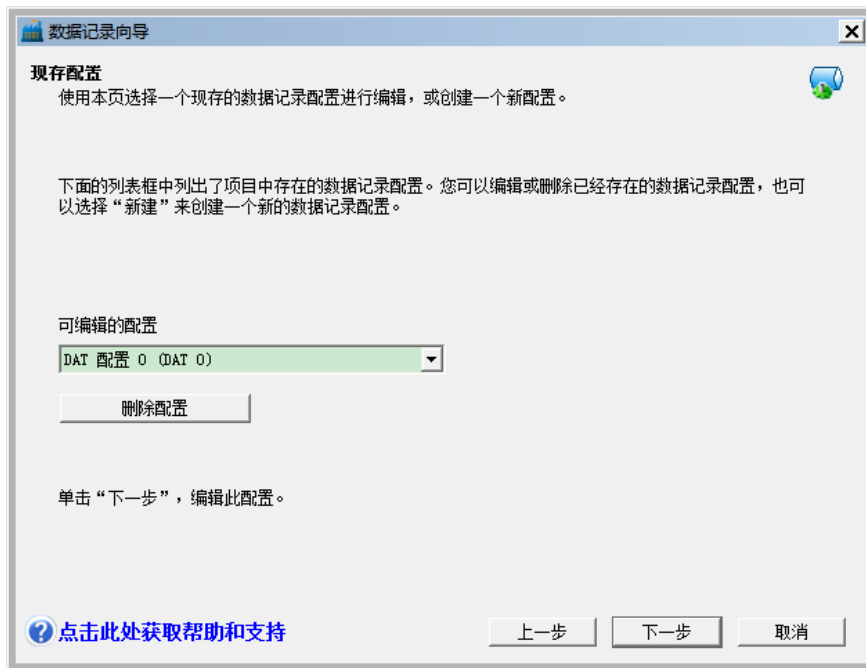 数据记录向导
现存配置
使用本页选择一个现存的数据记录配置进行编辑，或创建一个新配置。
下面的列表框中列出了项目中存在的数据记录配置。您可以编辑或删除已经存在的数据记录配置，也可
以选择“新建”来创建一个新的数据记录配置。
可编辑的配置
DAT 配置 0 (DAT 0)
删除配置
单击“下一步”，编辑此配置。
点击此处获取帮助和支持
上一步
下一步
取消